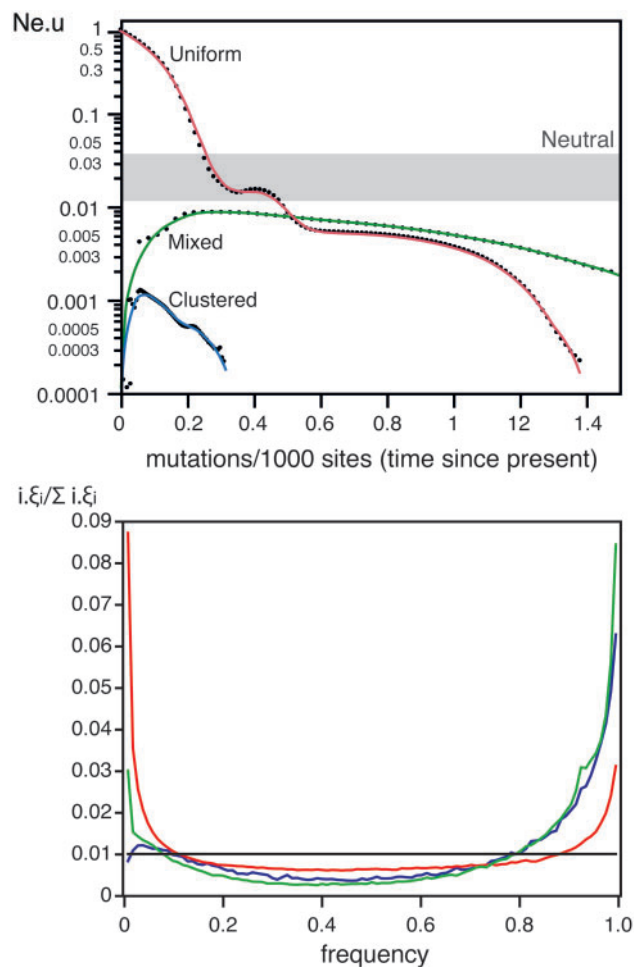 Ne.u
1
0.5
0.3
0.1
0.05
0.03
0.01
0.005
0.003
0.001
0.0005
0.0003
0.0001
Uniform
Neutral
Mixed
Clustered
0 0.2 0.4 0.6 0.8 1 1.2 1.4
mutations/1000 sites (time since present)
i.ξi/Σ i.ξi
0.09
0.08
0.07
0.06
0.05
0.04
0.03
0.02
0.01
0
0 0.2 0.4 0.6 0.8 1.0
frequency